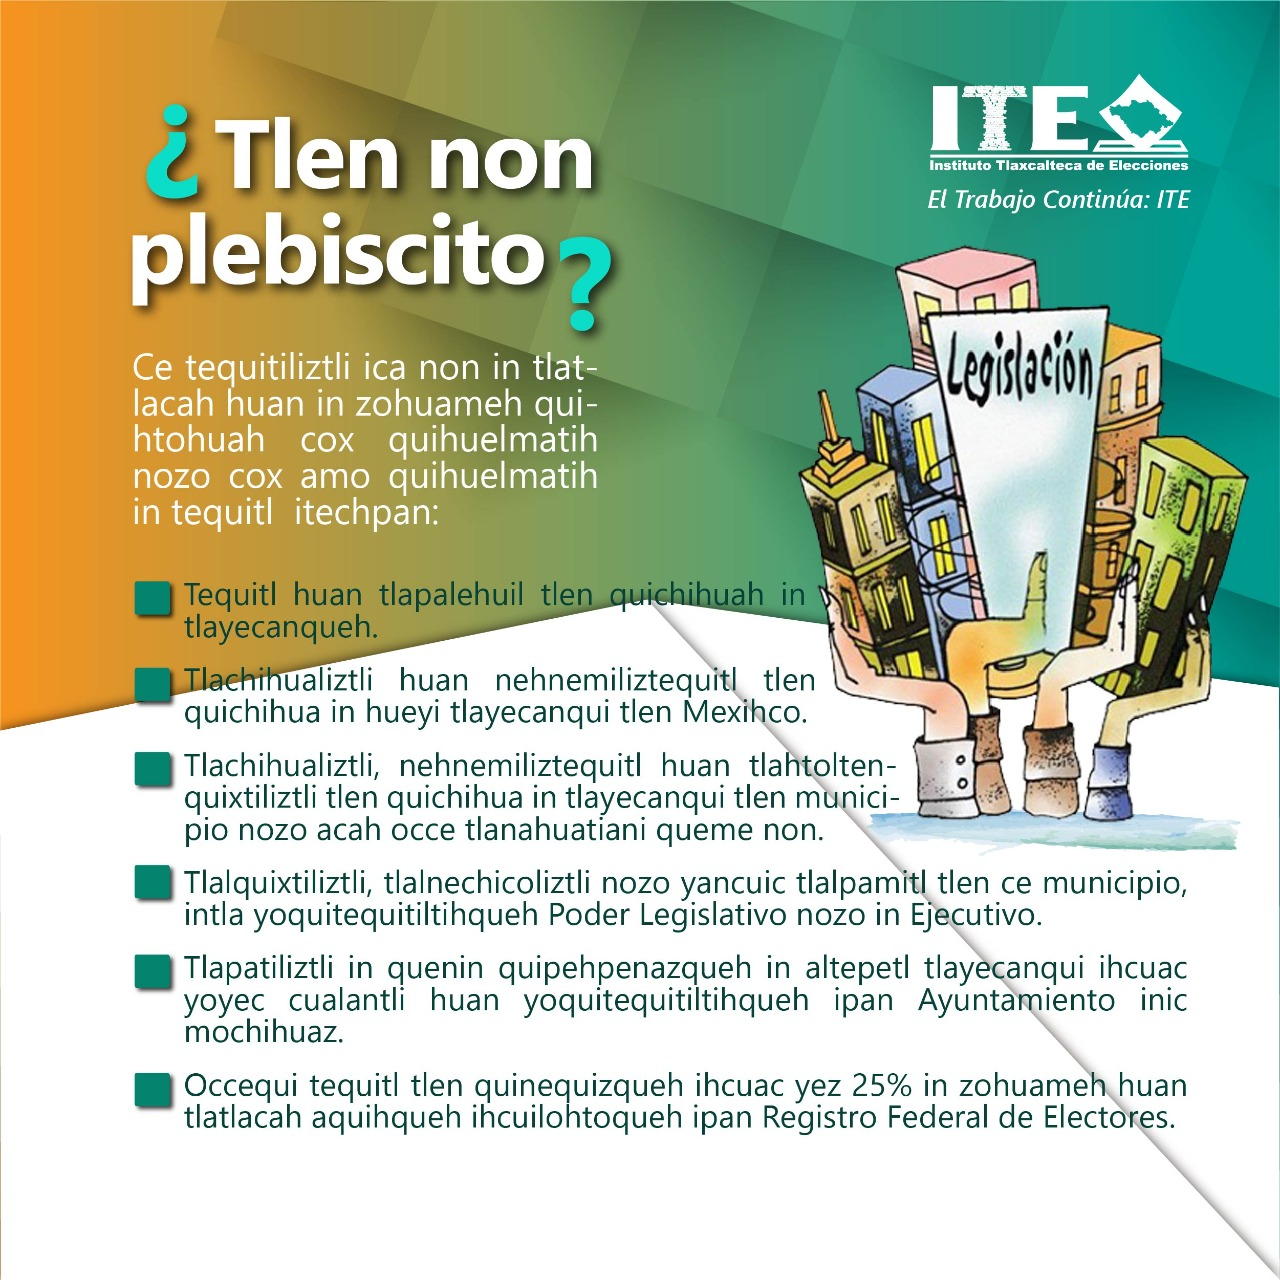 ¿Tlen non
plebiscito?
ITE
Instituto Tlaxcalteca de Elecciones
El Trabajo Continúa: ITE
Legislación
Ce tequitiliztli ica non in tlat-
lacah huan in zohuameh qui-
htohuah cox quihuelmatih
nozo cox amo quihuelmatih
in tequitl itechpan:
Tequitl huan tlapalehuil tlen quichihuah in
tlayecanqueh.
Tlachihualiztli huan nehnemiliztequitl tlen
quichihua in hueyi tlayecanqui tlen Mexihco.
Tlachihualiztli, nehnemiliztequitl huan tlahtolten-
quixtiliztli tlen quichihua in tlayecanqui tlen munici-
pio nozo acah occe tlanahuatiani queme non.
Tlalquixtiliztli, tlalnechicoliztli nozo yancuic tlalpamitl tlen ce municipio,
intla yoquitequitiltihqueh Poder Legislativo nozo in Ejecutivo.
Tlapatiliztli in quenin quipehpenazqueh in altepetl tlayecanqui ihcuac
yoyec cualantli huan yoquitequitiltihqueh ipan Ayuntamiento inic
mochihuaz.
Occequi tequitl tlen quinequizqueh ihcuac yez 25% in zohuameh huan
tlatlacah aquihqueh ihcuilohtoqueh ipan Registro Federal de Electores.